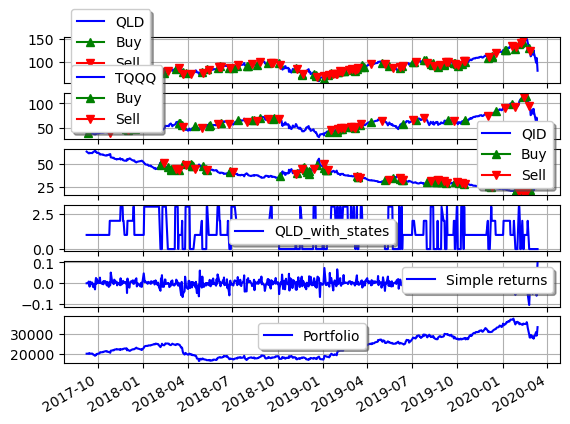 QLD
Buy
Sell
150
100
TQQQ
Buy
Sell
100
50
QID
Buy
Sell
50
25
QLD_with_states
2.5
0.0
Simple returns
0.1
0.0
−0.1
Portfolio
30000
20000
2017-10 2018-01 2018-04 2018-07 2018-10 2019-01 2019-04 2019-07 2019-10 2020-01 2020-04